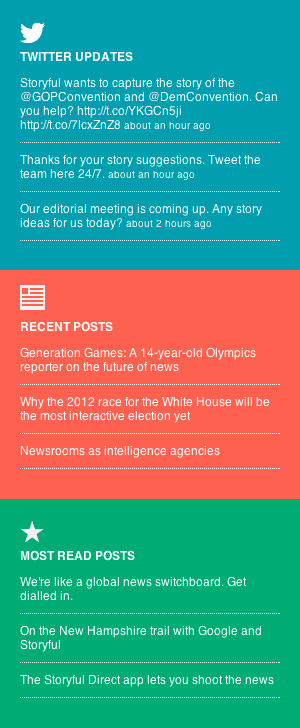 TWITTER UPDATES
Storyful wants to capture the story of the
@GOPConvention and @DemConvention. Can
you help? http://t.co/YKGCn5ji
http://t.co/7lcxZnZ8 about an hour ago
Thanks for your story suggestions. Tweet the
team here 24/7. about an hour ago
Our editorial meeting is coming up. Any story
ideas for us today? about 2 hours ago
RECENT POSTS
Generation Games: A 14-year-old Olympics
reporter on the future of news
Why the 2012 race for the White House will be
the most interactive election yet
Newsrooms as intelligence agencies
MOST READ POSTS
We're like a global news switchboard. Get
dialled in.
On the New Hampshire trail with Google and
Storyful
The Storyful Direct app lets you shoot the news